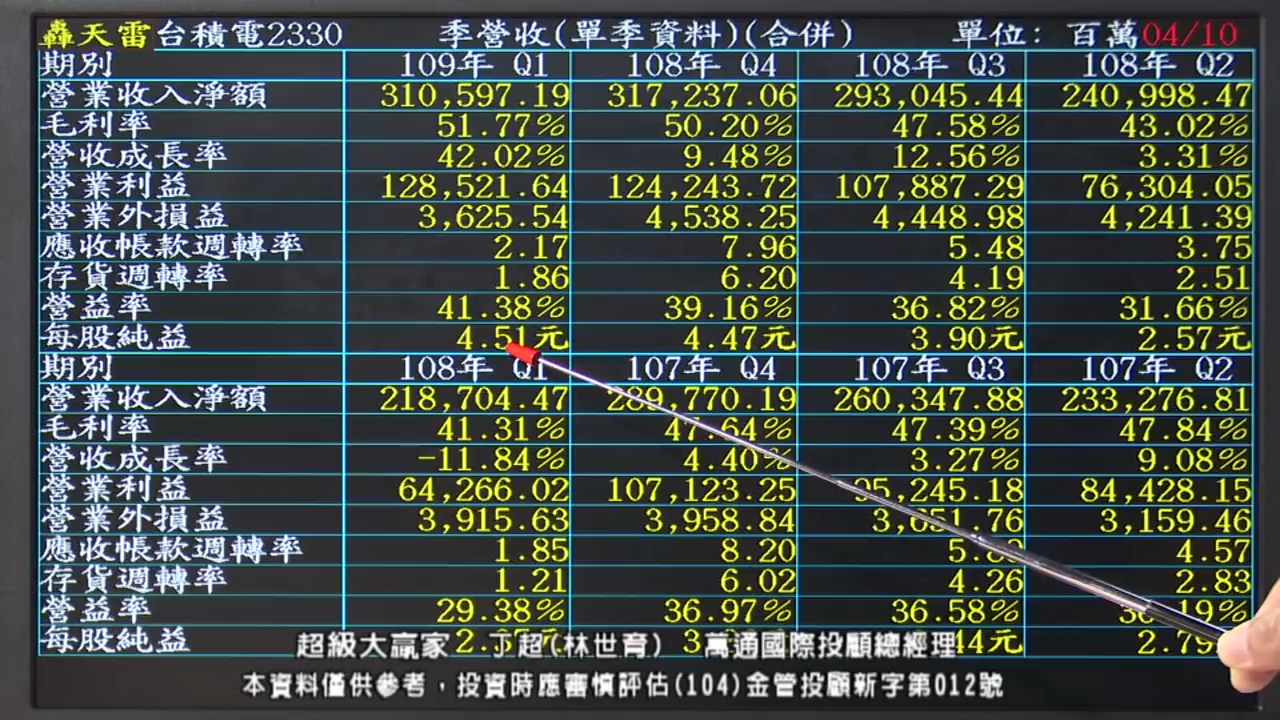 轟天雷台積電2330 季營收(單季資料)(合併) 單位: 百萬04/10
期別 109年 Q1 108年 Q4 108年 Q3 108年 Q2
營業收入淨額 310,597.19 317,237.06 293,045.44 240,998.47
毛利率 51.77% 50.20% 47.58% 43.02%
營收成長率 42.02% 9.48% 12.56% 3.31%
營業利益 128,521.64 124,243.72 107,887.29 76,304.05
營業外損益 3,625.54 4,538.25 4,448.98 4,241.39
應收帳款週轉率 2.17 7.96 5.48 3.75
存貨週轉率 1.86 6.20 4.19 2.51
營益率 41.38% 39.16% 36.82% 31.66%
每股純益 4.51元 4.47元 3.90元 2.57元
期別 108年 Q1 107年 Q4 107年 Q3 107年 Q2
營業收入淨額 218,704.47 289,770.19 260,347.88 233,276.81
毛利率 41.31% 47.64% 47.39% 47.84%
營收成長率 -11.84% 4.40% 3.27% 9.08%
營業利益 64,266.02 107,123.25 95,245.18 84,428.15
營業外損益 3,915.63 3,958.84 3,651.76 3,159.46
應收帳款週轉率 1.85 8.20 4.57
存貨週轉率 1.21 6.02 4.26 2.83
營益率 29.38% 36.97% 36.58%
每股純益
超級大贏家 丁超(林世育) 萬通國際投顧總經理
本資料僅供參考,投資時應審慎評估(104)金管投顧新字第012號